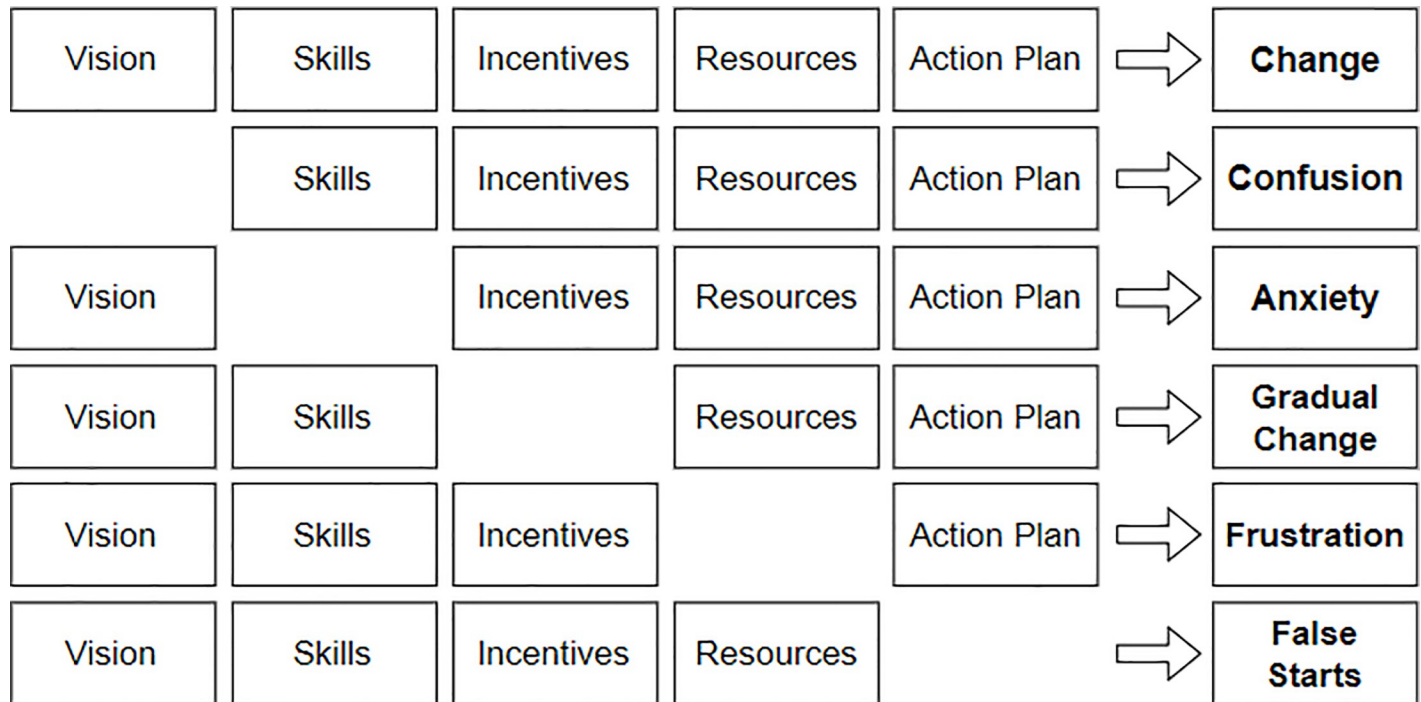 Vision Skills Incentives Resources Action Plan Change
Skills Incentives Resources Action Plan Confusion
Vision Incentives Resources Action Plan Anxiety
Vision Skills Resources Action Plan Gradual
Change
Vision Skills Incentives Action Plan Frustration
Vision Skills Incentives Resources False
Starts